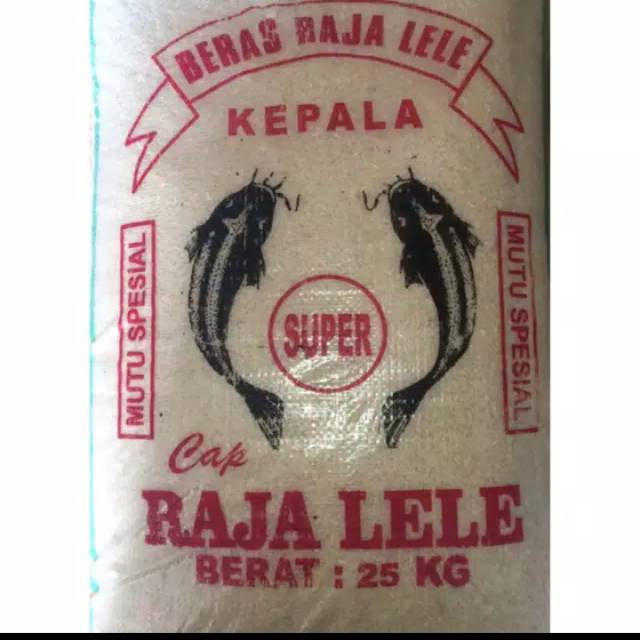 BERAS RAJA LELE
KEPALA
MUTU SPESIAL
SUPER
MUTU SPESIAL
Cap
RAJA LELE
BERAT : 25 KG